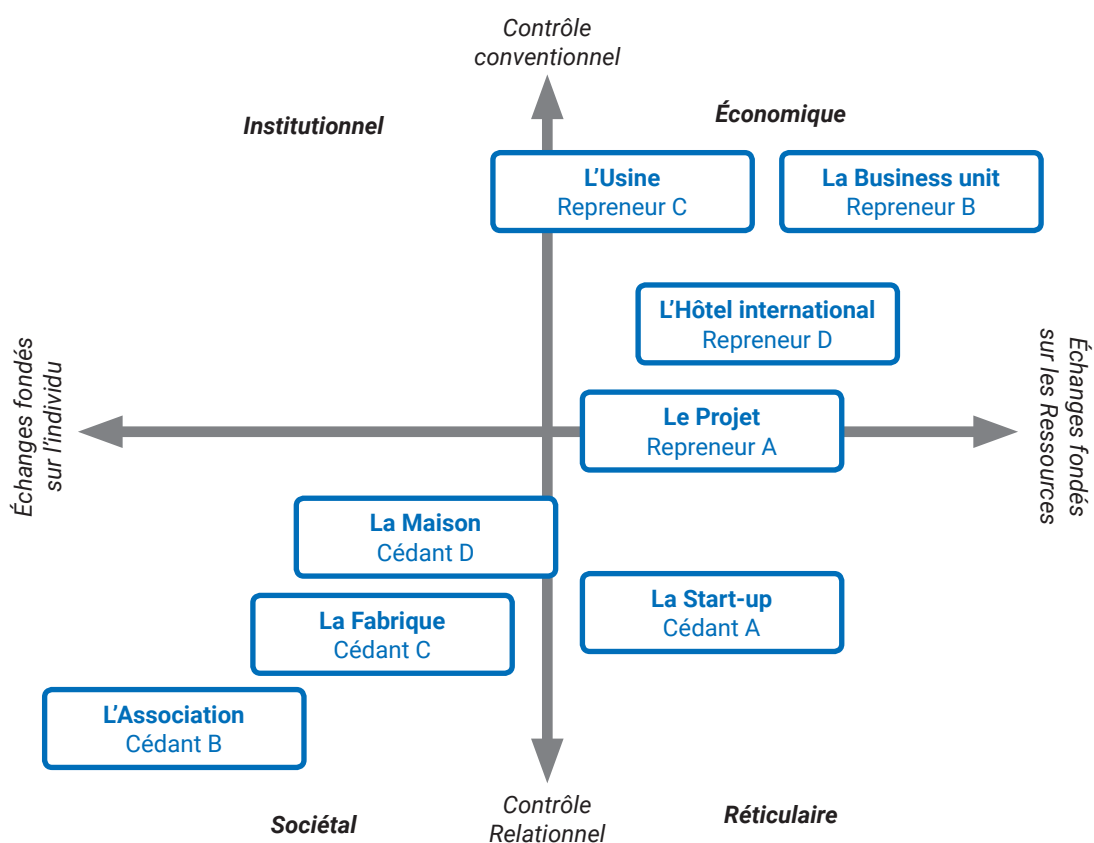 Contrôle
conventionnel
Institutionnel
Économique
L’Usine
Repreneur C
La Business unit
Repreneur B
L’Hôtel international
Repreneur D
Échanges fondés
sur l’individu
Le Projet
Repreneur A
Échanges fondés
sur les Ressources
La Maison
Cédant D
La Start-up
Cédant A
La Fabrique
Cédant C
L’Association
Cédant B
Sociétal
Contrôle
Relationnel
Réticulaire